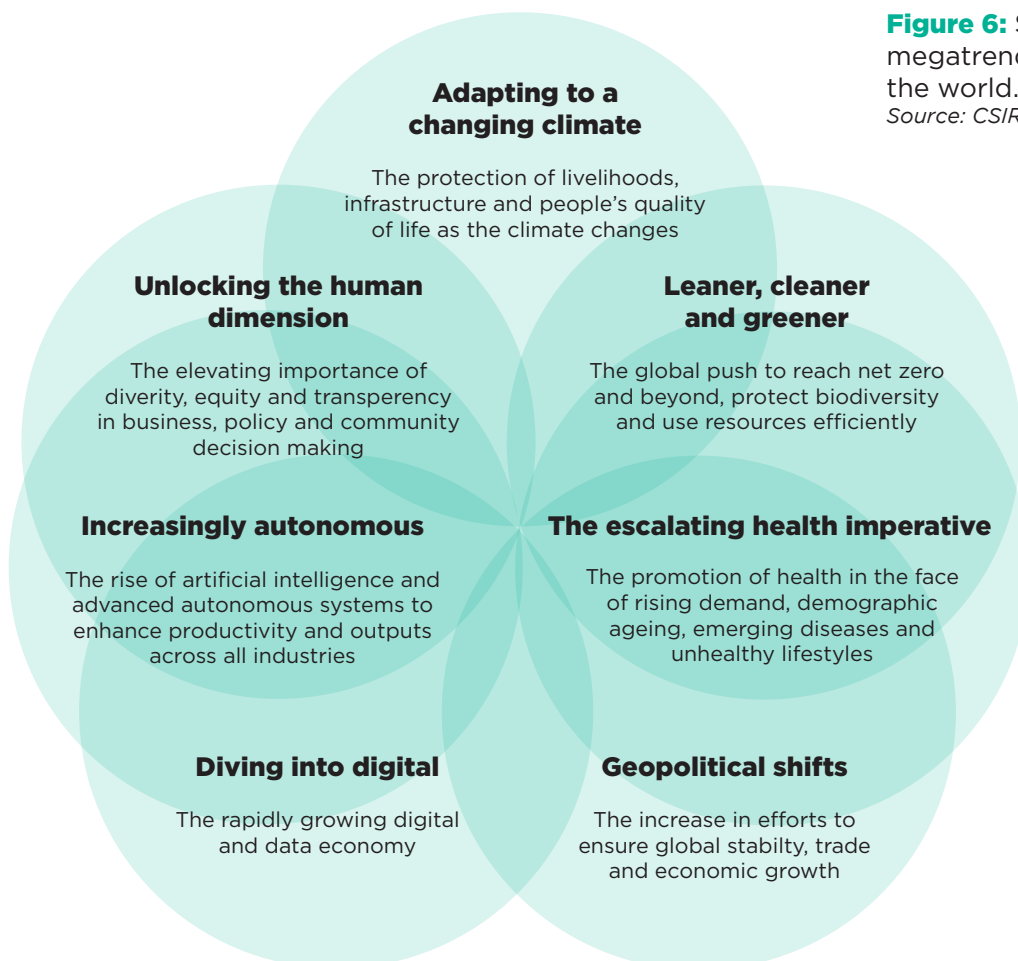 Figure 6:
megatrend
the world.
Source: CSIR
Adapting to a
changing climate
The protection of livelihoods,
infrastructure and people's quality
of life as the climate changes
Unlocking the human
dimension
The elevating importance of
diverity, equity and transperency
in business, policy and community
decision making
Leaner, cleaner
and greener
The global push to reach net zero
and beyond, protect biodiversity
and use resources efficiently
Increasingly autonomous
The rise of artificial intelligence and
advanced autonomous systems to
enhance productivity and outputs
across all industries
The escalating health imperative
The promotion of health in the face
of rising demand, demographic
ageing, emerging diseases and
unhealthy lifestyles
Diving into digital
The rapidly growing digital
and data economy
Geopolitical shifts
The increase in efforts to
ensure global stabilty, trade
and economic growth